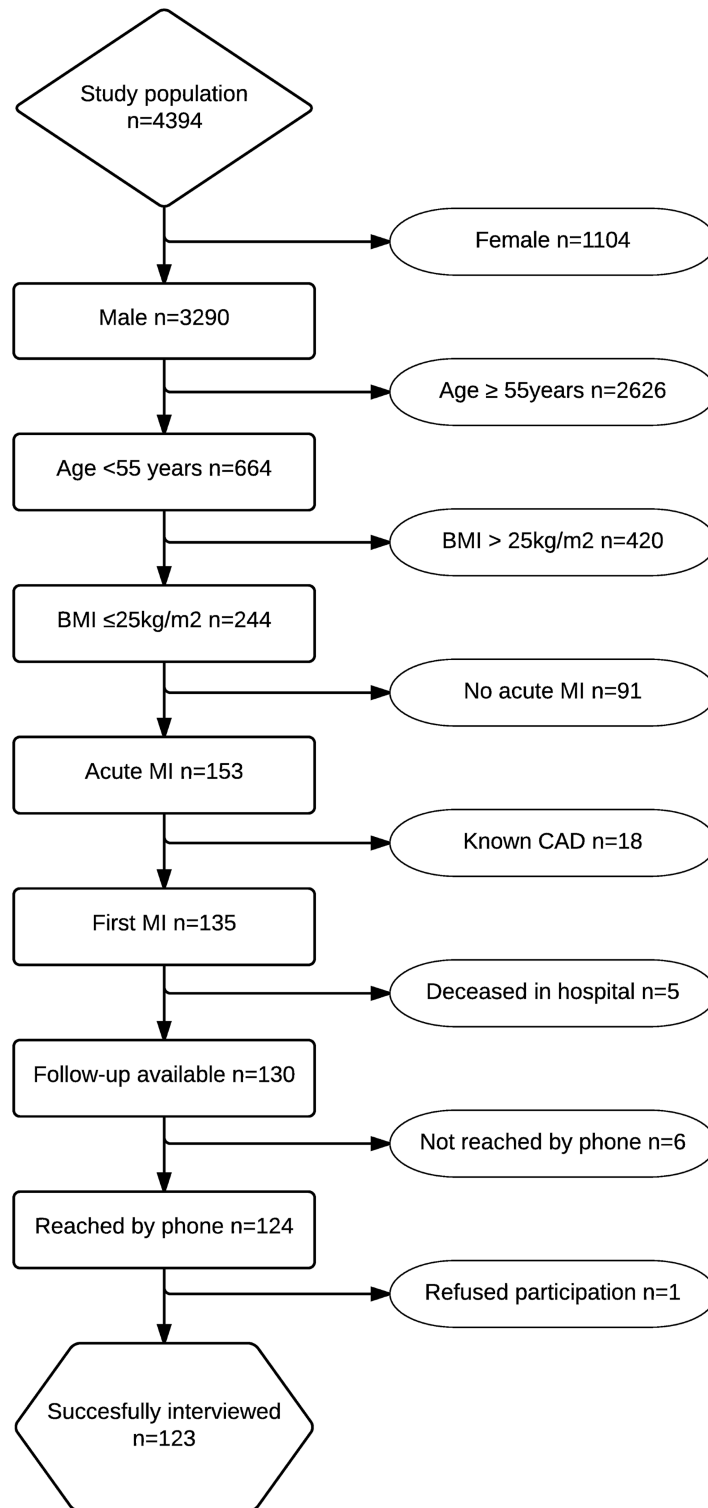 Study population
n=4394
Female n=1104
Male n=3290
Age ≥ 55years n=2626
Age <55 years n=664
BMI > 25kg/m2 n=420
BMI ≤25kg/m2 n=244
No acute MI n=91
Acute MI n=153
Known CAD n=18
First MI n=135
Deceased in hospital n=5
Follow-up available n=130
Not reached by phone n=6
Reached by phone n=124
Refused participation n=1
Succesfully interviewed
n=123